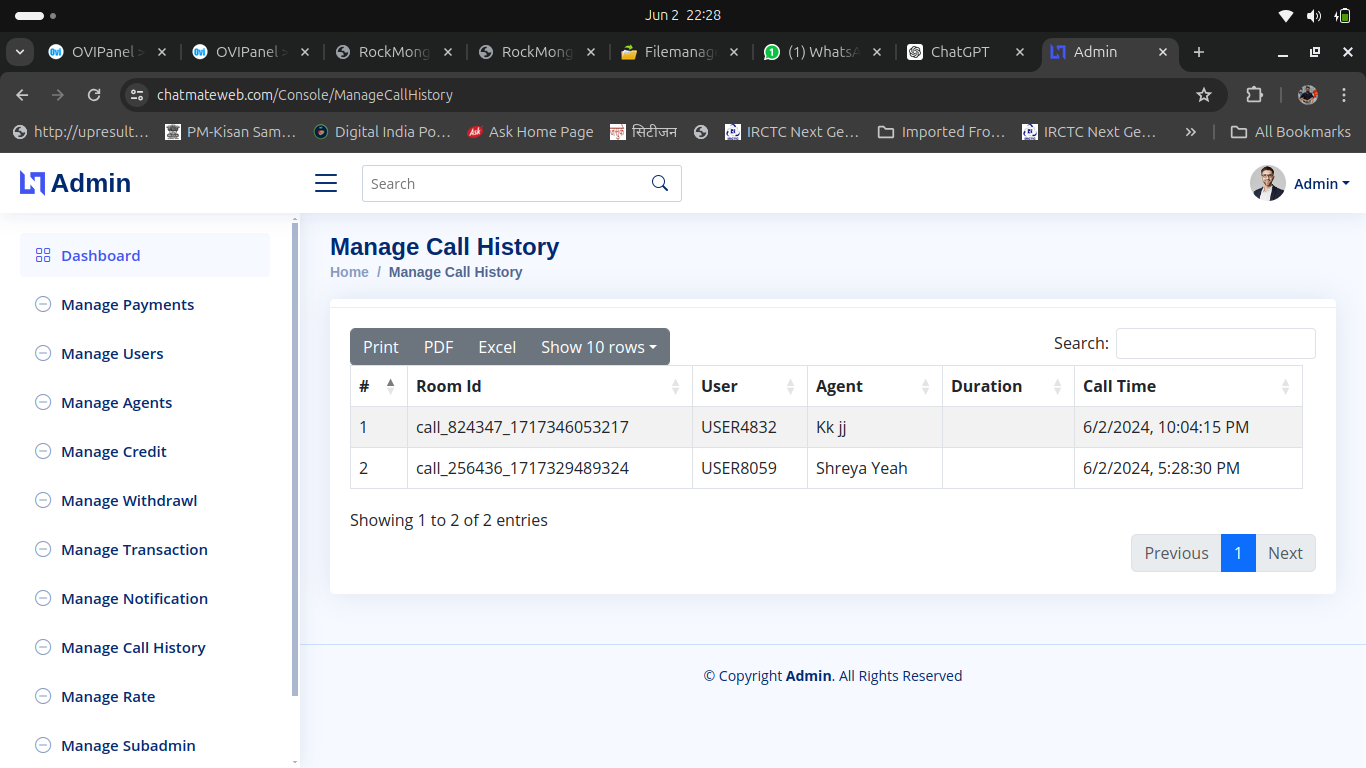 Jun 2 22:28
OVIPanel
OVIPanel
RockMong
RockMong
Filemanag
(1) WhatsA
ChatGPT
Admin
chatmateweb.com/Console/ManageCallHistory
http://upresult...
PM-Kisan Sam...
Digital India Po...
Ask Home Page
सिटीजन
IRCTC Next Ge...
Imported Fro...
IRCTC Next Ge...
All Bookmarks
Admin
Search
Admin
Dashboard
Manage Payments
Manage Users
Manage Agents
Manage Credit
Manage Withdrawl
Manage Transaction
Manage Notification
Manage Call History
Manage Rate
Manage Subadmin
Manage Call History
Home / Manage Call History
Print PDF Excel Show 10 rows
Search:
# Room Id User Agent Duration Call Time
1 call_824347_1717346053217 USER4832 Kk jj 6/2/2024, 10:04:15 PM
2 call_256436_1717329489324 USER8059 Shreya Yeah 6/2/2024, 5:28:30 PM
Showing 1 to 2 of 2 entries
Previous 1 Next
© Copyright Admin. All Rights Reserved